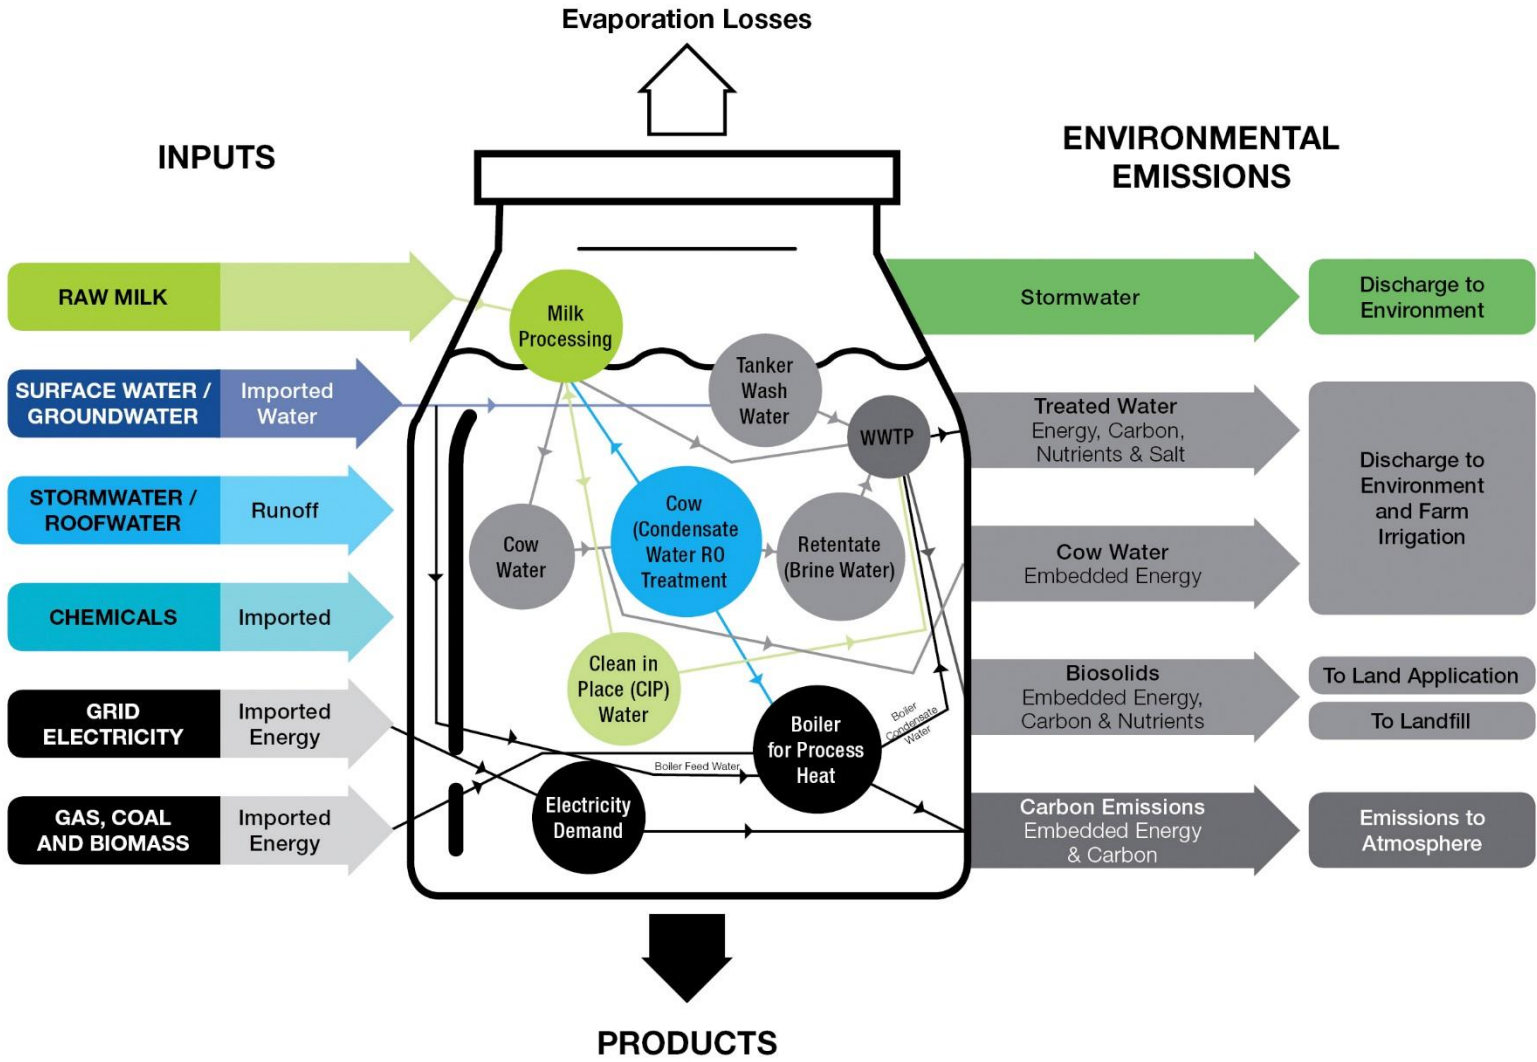 Evaporation Losses
INPUTS
ENVIRONMENTAL
EMISSIONS
RAW MILK
SURFACE WATER /
GROUNDWATER
Imported
Water
STORMWATER /
ROOFWATER
Runoff
CHEMICALS
Imported
GRID
ELECTRICITY
Imported
Energy
GAS, COAL
AND BIOMASS
Imported
Energy
Milk
Processing
Tanker
Wash
Water
WWTP
Cow
Water
Cow
(Condensate
Water RO
Treatment
Retentate
(Brine Water)
Clean in
Place (CIP)
Water
Boiler
for Process
Heat
Boiler
Condensate
Water
Boiler Feed Water
Electricity
Demand
Stormwater
Discharge to
Environment
Treated Water
Energy, Carbon,
Nutrients & Salt
Cow Water
Embedded Energy
Discharge to
Environment
and Farm
Irrigation
Biosolids
Embedded Energy,
Carbon & Nutrients
To Land Application
To Landfill
Carbon Emissions
Embedded Energy
& Carbon
Emissions to
Atmosphere
PRODUCTS